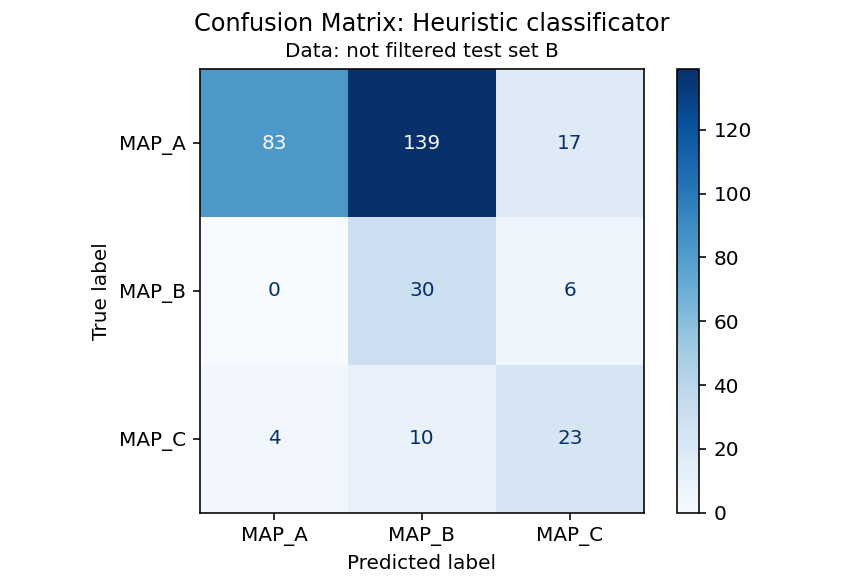 Confusion Matrix: Heuristic classificator
Data: not filtered test set B
MAP_A 83 139 17
MAP_B 0 30 6
MAP_C 4 10 23
MAP_A MAP_B MAP_C
Predicted label
True label
120
100
80
60
40
20
0